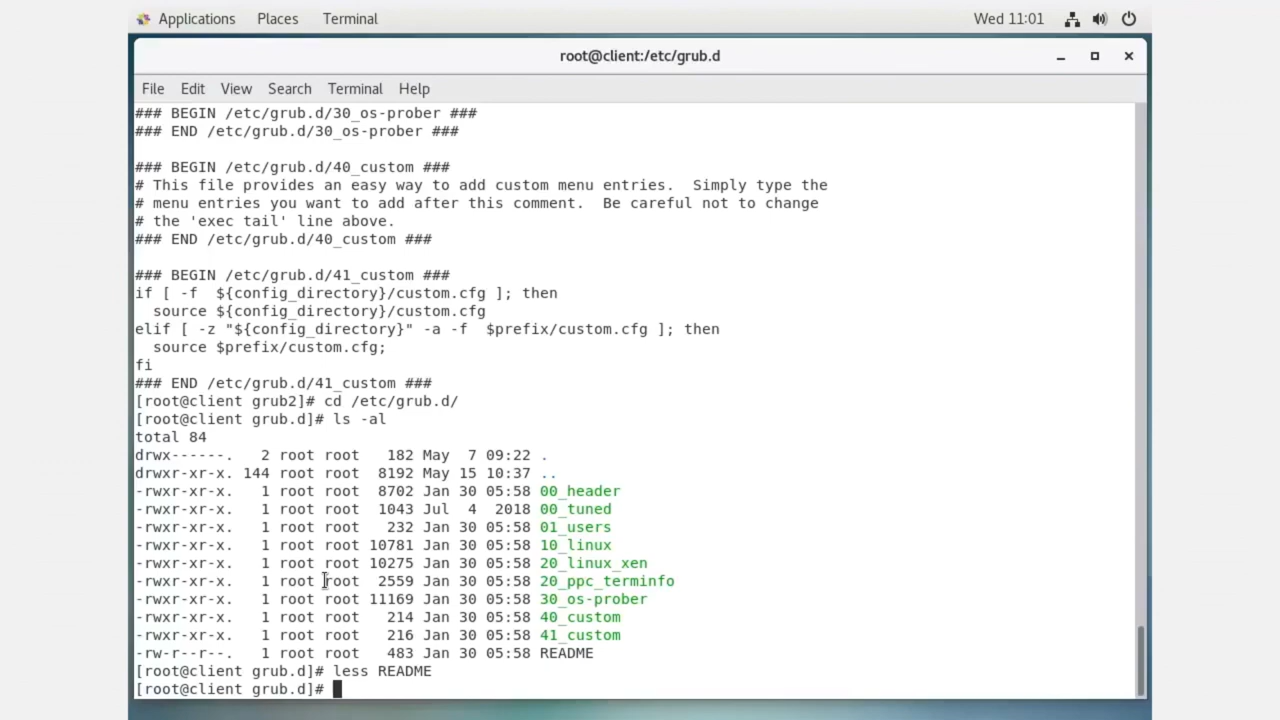 Applications Places Terminal Wed 11:01
root@client:/etc/grub.d
File Edit View Search Terminal Help
### BEGIN /etc/grub.d/30_os-prober ###
### END /etc/grub.d/30_os-prober ###
### BEGIN /etc/grub.d/40_custom ###
# This file provides an easy way to add custom menu entries.  Simply type the
# menu entries you want to add after this comment.  Be careful not to change
# the 'exec tail' line above.
### END /etc/grub.d/40_custom ###
### BEGIN /etc/grub.d/41_custom ###
if [ -f  ${config_directory}/custom.cfg ]; then
  source ${config_directory}/custom.cfg
elif [ -z "${config_directory}" -a -f  $prefix/custom.cfg ]; then
  source $prefix/custom.cfg;
fi
### END /etc/grub.d/41_custom ###
[root@client grub2]# cd /etc/grub.d/
[root@client grub.d]# ls -al
total 84
drwx------.   2 root root   182 May  7 09:22 .
drwxr-xr-x. 144 root root  8192 May 15 10:37 ..
-rwxr-xr-x.   1 root root  8702 Jan 30 05:58 00_header
-rwxr-xr-x.   1 root root  1043 Jul  4  2018 00_tuned
-rwxr-xr-x.   1 root root   232 Jan 30 05:58 01_users
-rwxr-xr-x.   1 root root 10781 Jan 30 05:58 10_linux
-rwxr-xr-x.   1 root root 10275 Jan 30 05:58 20_linux_xen
-rwxr-xr-x.   1 root root  2559 Jan 30 05:58 20_ppc_terminfo
-rwxr-xr-x.   1 root root 11169 Jan 30 05:58 30_os-prober
-rwxr-xr-x.   1 root root   214 Jan 30 05:58 40_custom
-rwxr-xr-x.   1 root root   216 Jan 30 05:58 41_custom
-rw-r--r--.   1 root root   483 Jan 30 05:58 README
[root@client grub.d]# less README
[root@client grub.d]#